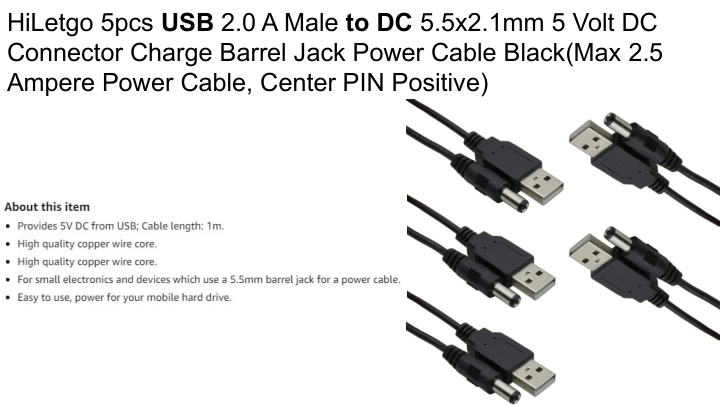 HiLetgo 5pcs USB 2.0 A Male to DC 5.5x2.1mm 5 Volt DC
Connector Charge Barrel Jack Power Cable Black(Max 2.5
Ampere Power Cable, Center PIN Positive)
About this item
• Provides 5V DC from USB; Cable length: 1m.
• High quality copper wire core.
• High quality copper wire core.
• For small electronics and devices which use a 5.5mm barrel jack for a power cable.
• Easy to use, power for your mobile hard drive.